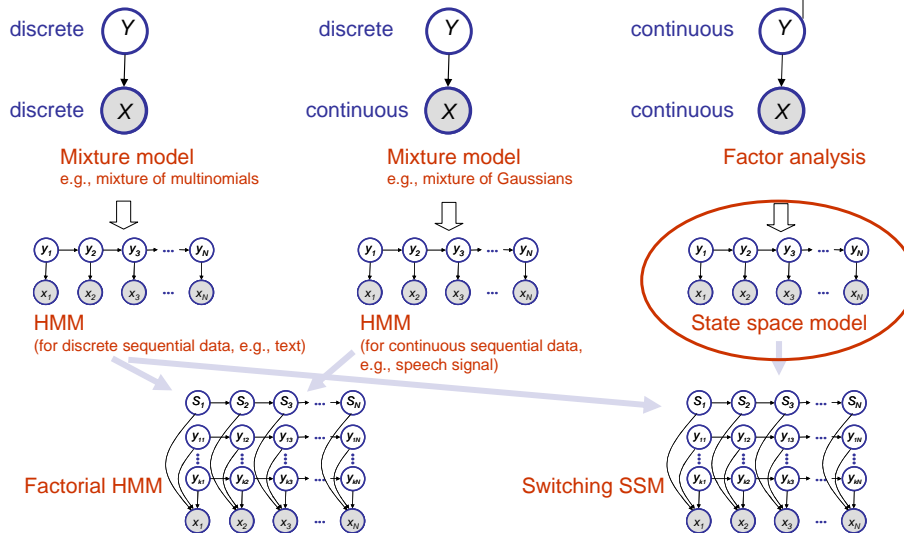 discrete Y discrete Y continuous Y
discrete X continuous X continuous X
Mixture model Mixture model Factor analysis
e.g., mixture of multinomials e.g., mixture of Gaussians
y1 y2 y3 ... yN y1 y2 y3 ... yN y1 y2 y3 ... yN
x1 x2 x3 ... xN x1 x2 x3 ... xN x1 x2 x3 ... xN
HMM HMM State space model
(for discrete sequential data, e.g., text) (for continuous sequential data,
e.g., speech signal)
S1 S2 S3 ... SN S1 S2 S3 ... SN
y11 y12 y13 ... y1N y11 y12 y13 ... y1N
Factorial HMM yk1 yk2 yk3 ... ykN Switching SSM yk1 yk2 yk3 ... ykN
x1 x2 x3 ... xN x1 x2 x3 ... xN